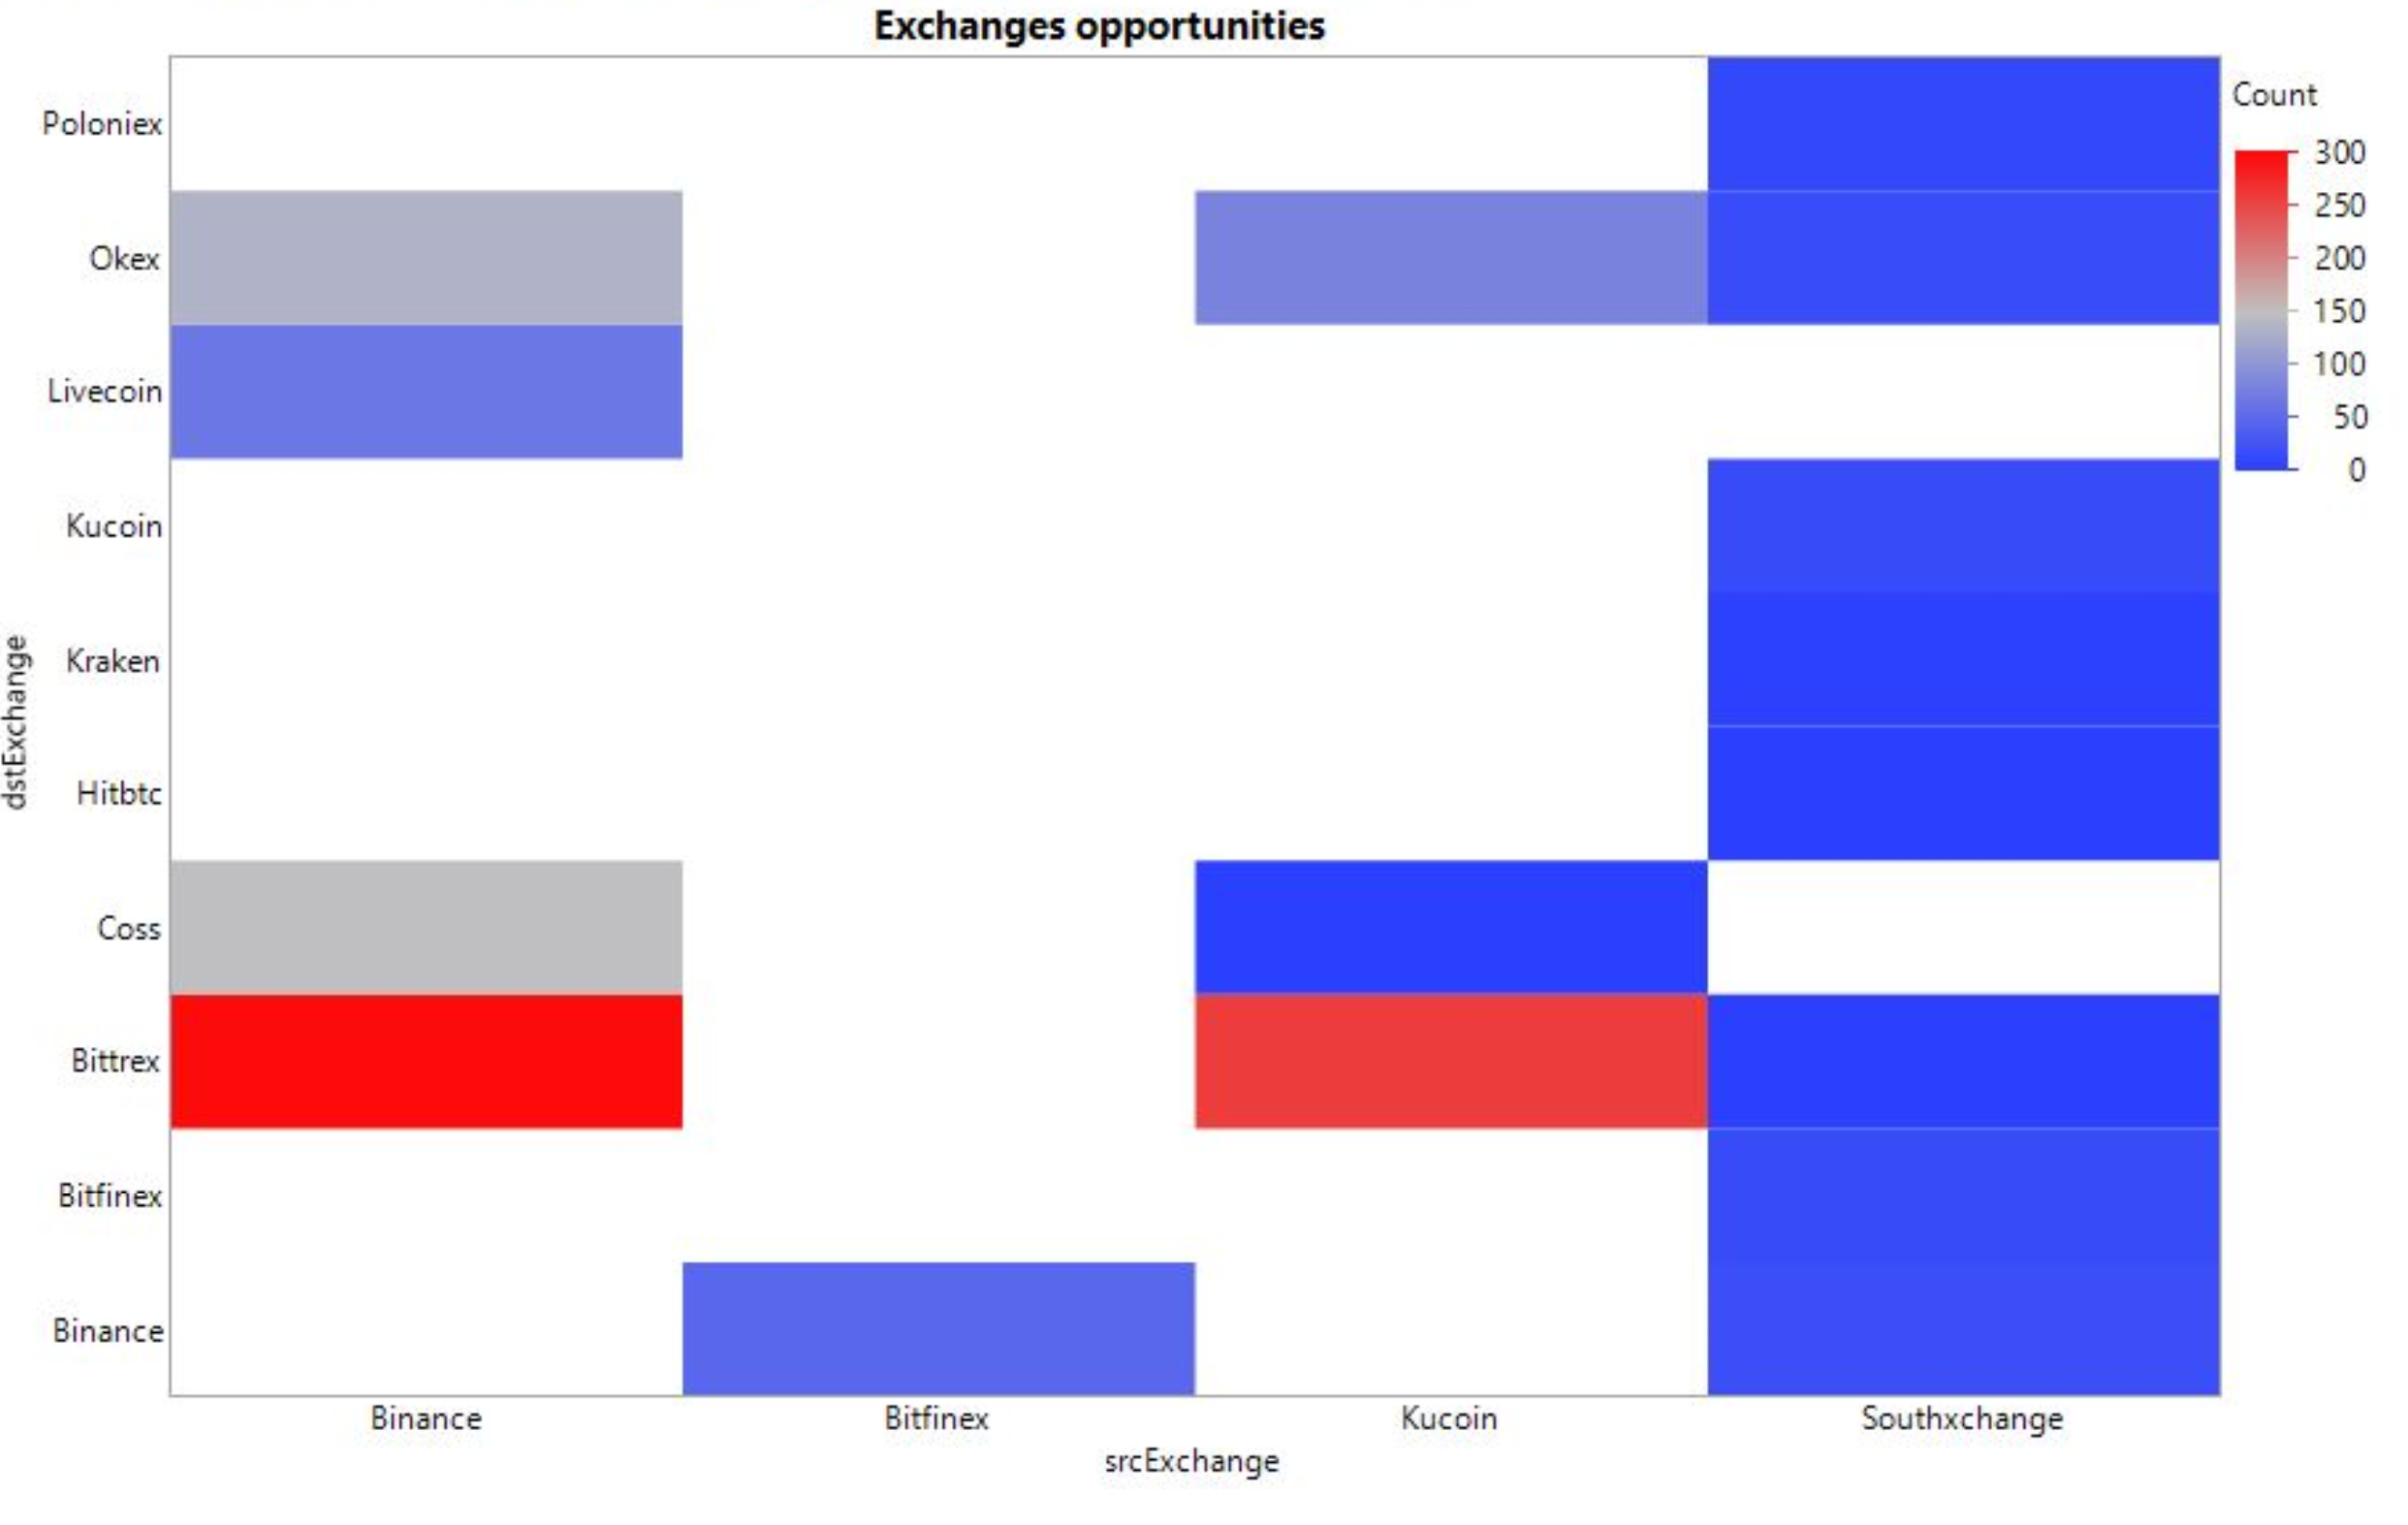 Exchanges opportunities
Count
300
250
200
150
100
50
0
Poloniex
Okex
Livecoin
Kucoin
Kraken
Hitbtc
Coss
Bittrex
Bitfinex
Binance
dstExchange
Binance
Bitfinex
Kucoin
Southxchange
srcExchange